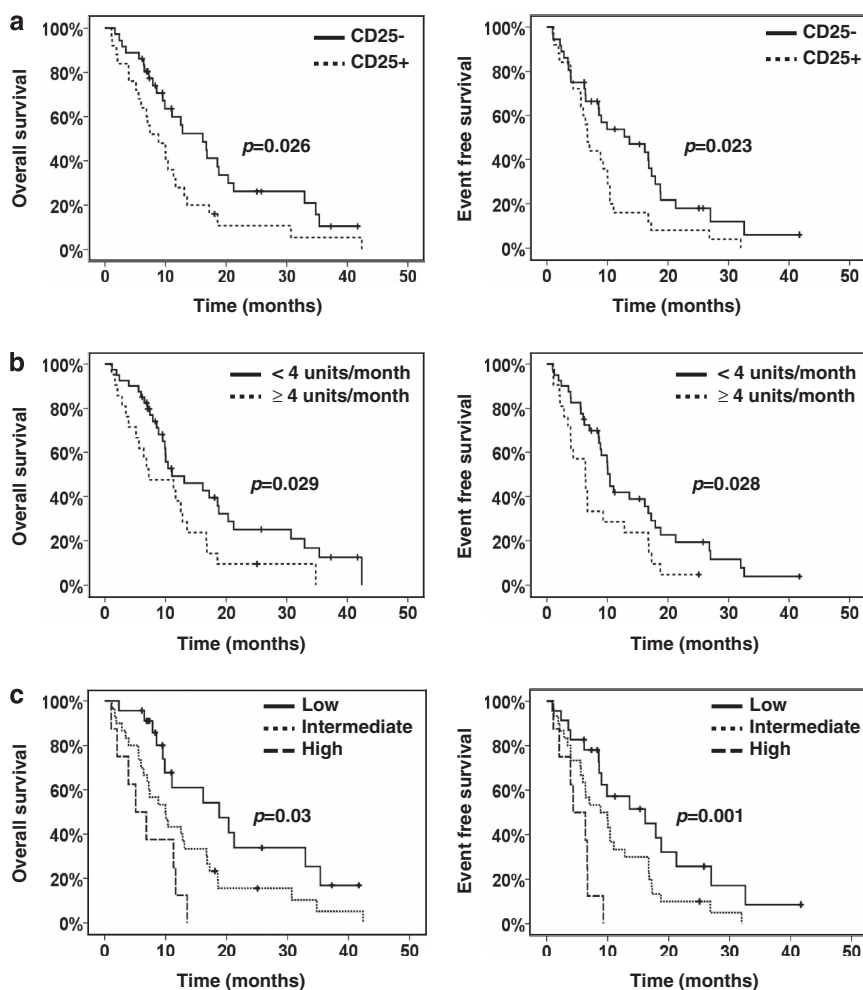 a
100%
80%
60%
40%
20%
0%
Overall survival
CD25-
CD25+
p=0.026
0 10 20 30 40 50
Time (months)
100%
80%
60%
40%
20%
0%
Event free survival
CD25-
CD25+
p=0.023
0 10 20 30 40 50
Time (months)
b
100%
80%
60%
40%
20%
0%
Overall survival
< 4 units/month
≥ 4 units/month
p=0.029
0 10 20 30 40 50
Time (months)
100%
80%
60%
40%
20%
0%
Event free survival
< 4 units/month
≥ 4 units/month
p=0.028
0 10 20 30 40 50
Time (months)
c
100%
80%
60%
40%
20%
0%
Overall survival
Low
Intermediate
High
p=0.03
0 10 20 30 40 50
Time (months)
100%
80%
60%
40%
20%
0%
Event free survival
Low
Intermediate
High
p=0.001
0 10 20 30 40 50
Time (months)